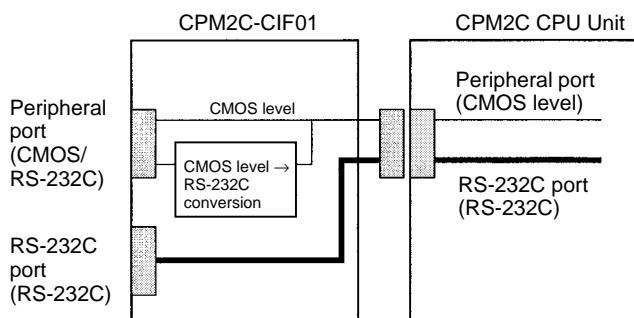 CPM2C-CIF01
CPM2C CPU Unit
Peripheral
port
(CMOS/
RS-232C)
CMOS level
CMOS level →
RS-232C
conversion
RS-232C
port
(RS-232C)
Peripheral port
(CMOS level)
RS-232C port
(RS-232C)